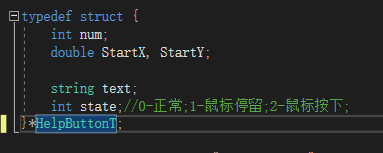 typedef struct {
int num;
double StartX, StartY;
string text;
int state;//0-正常;1-鼠标停留;2-鼠标按下;
}*HelpButtonT;